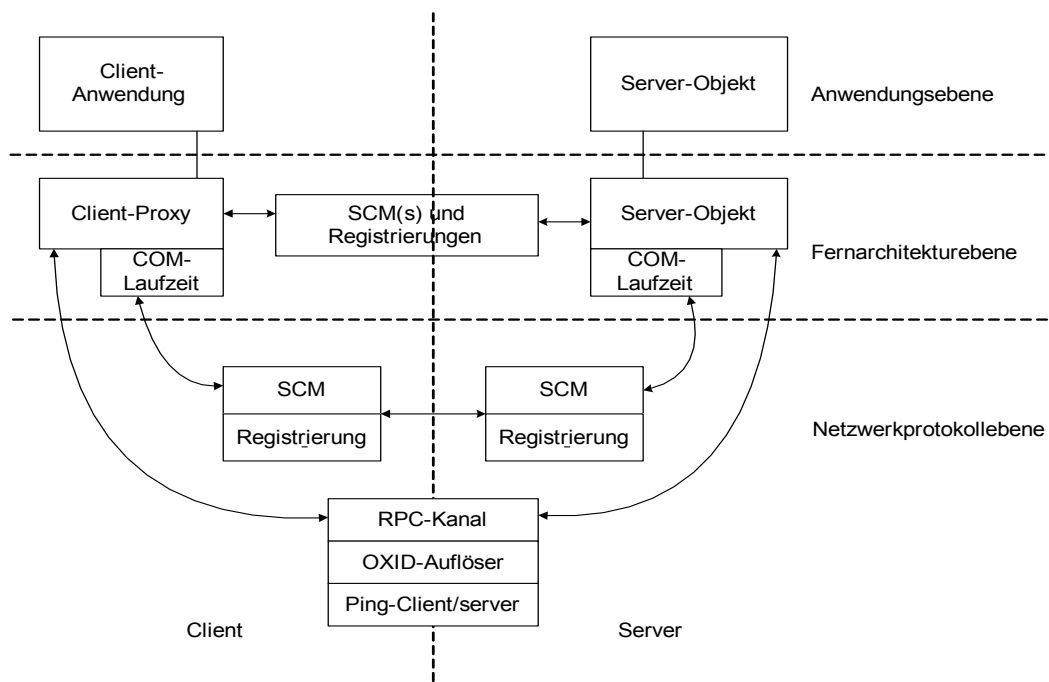 Client-
Anwendung
Server-Objekt
Anwendungsebene
Client-Proxy
SCM(s) und
Registrierungen
Server-Objekt
COM-
Laufzeit
COM-
Laufzeit
Fernarchitekturebene
SCM
SCM
Registrierung
Registrierung
Netzwerkprotokollebene
RPC-Kanal
OXID-Auflöser
Ping-Client/server
Client
Server